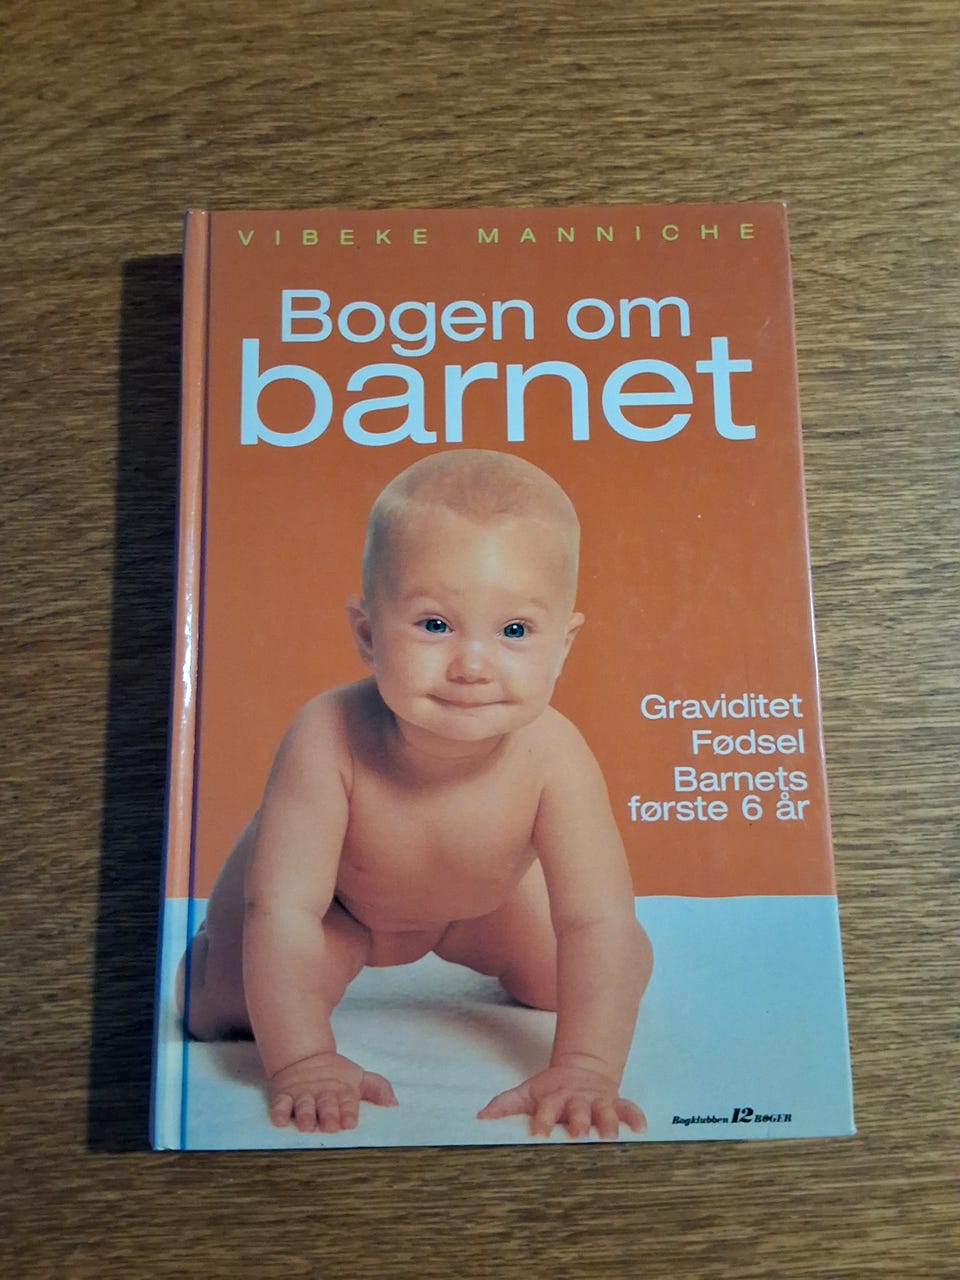 VIBEKE MANNICHE
Bogen om
barnet
Graviditet
Fødsel
Barnets
første 6 år
Bogklubben 12 BØGER